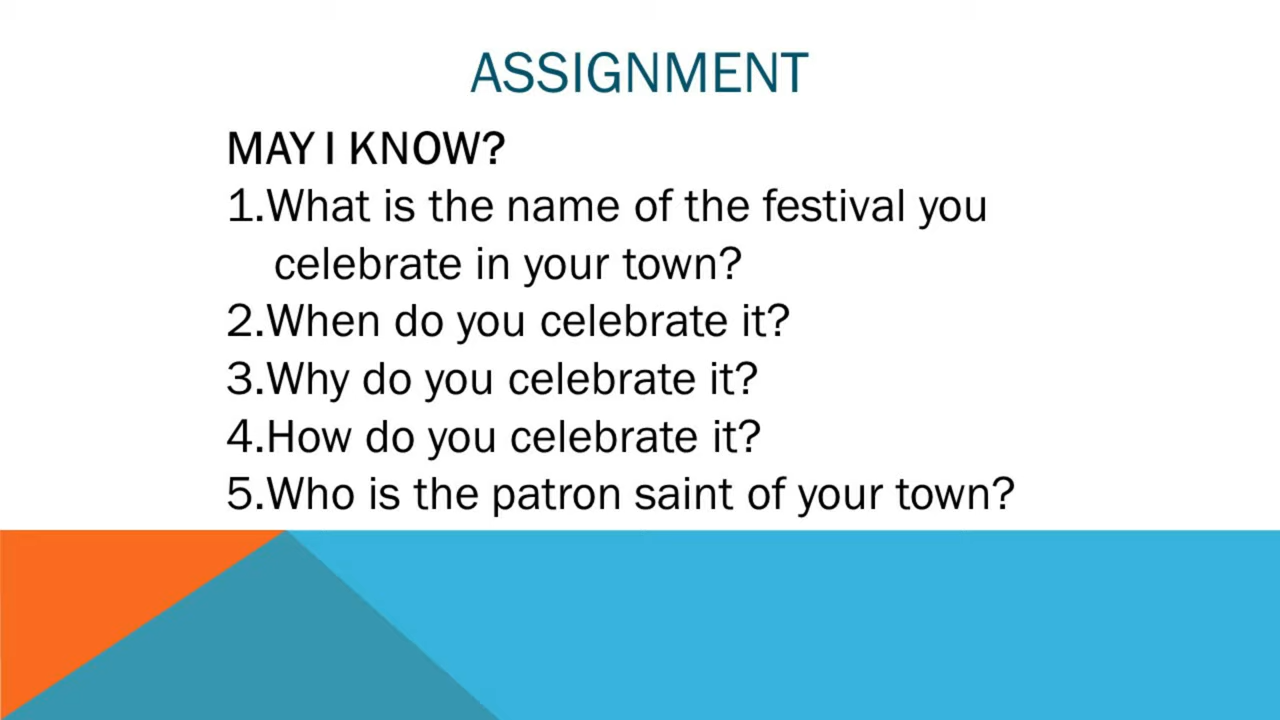 ASSIGNMENT
MAY I KNOW?
1.What is the name of the festival you
celebrate in your town?
2.When do you celebrate it?
3.Why do you celebrate it?
4.How do you celebrate it?
5.Who is the patron saint of your town?